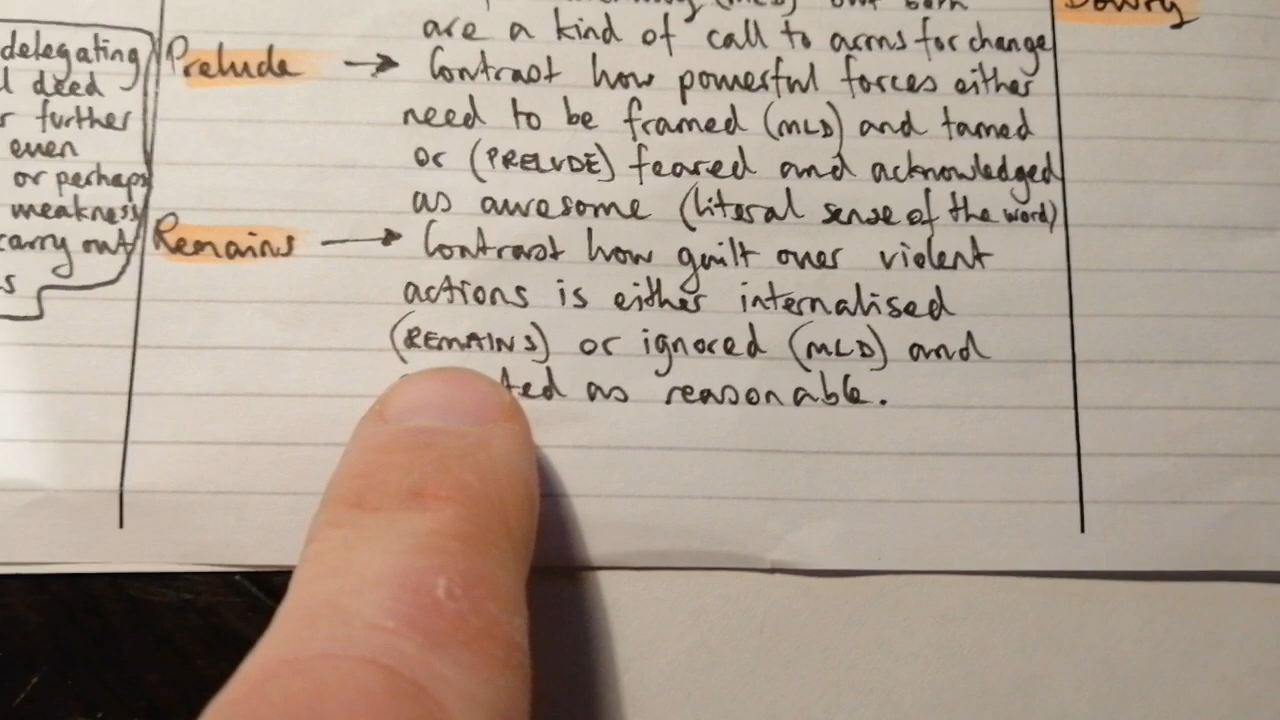 Dowry
are a kind of call to arms for change
delegating
deed
further
even
or perhaps
weakness
carry out
Prelude → Contrast how powerful forces either
need to be framed (MLD) and tamed
or (PRELUDE) feared and acknowledged
as awesome (literal sense of the word)
Remains → Contrast how guilt over violent
actions is either internalised
(REMAINS) or ignored (MLD) and
as reasonable.